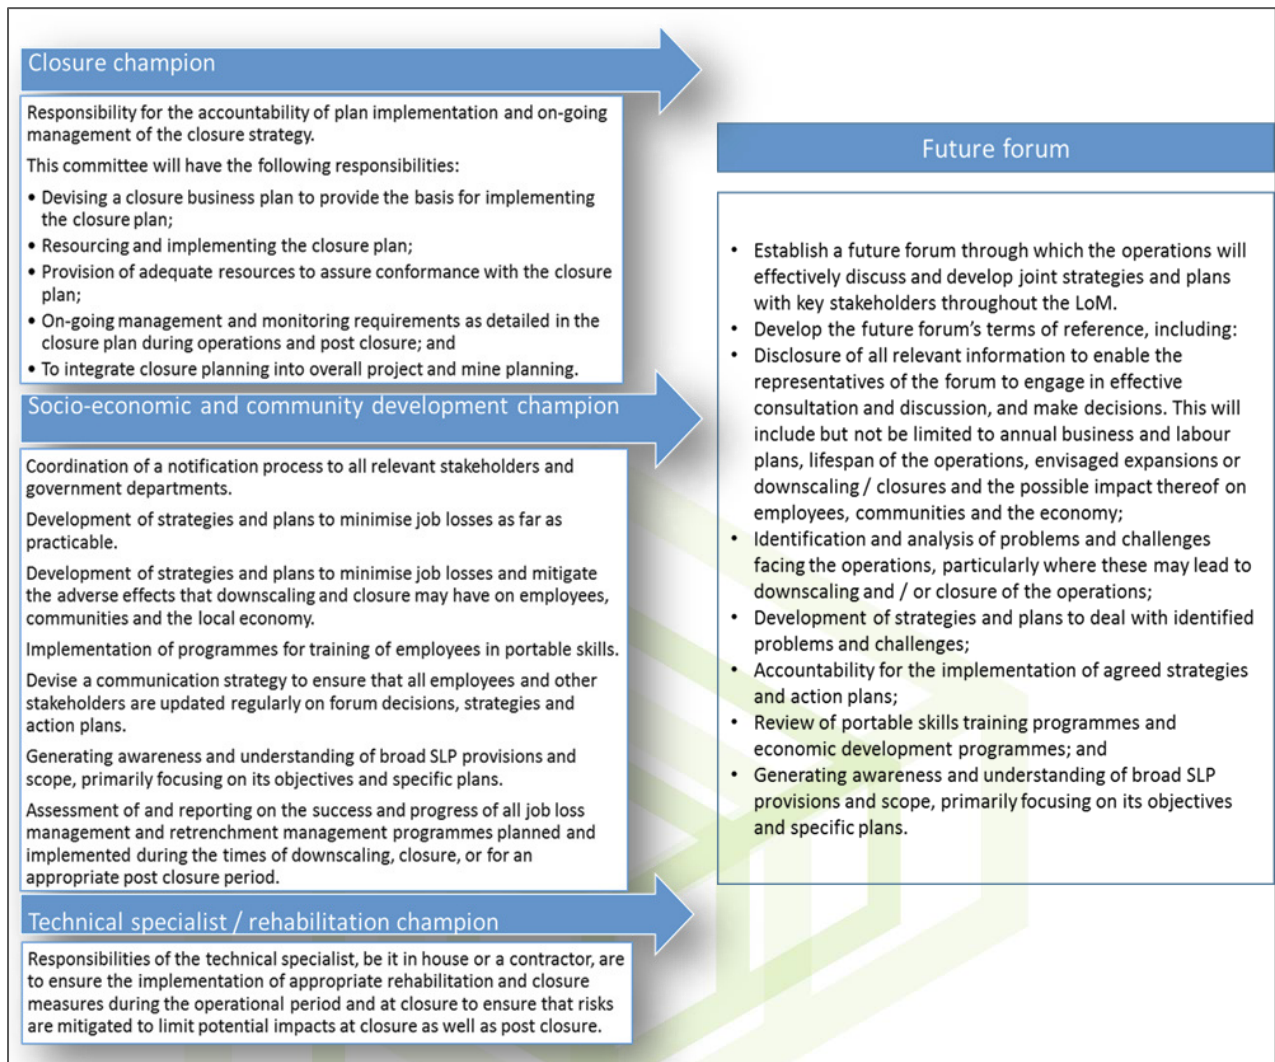 Closure champion
Responsibility for the accountability of plan implementation and on-going
management of the closure strategy.
This committee will have the following responsibilities:
• Devising a closure business plan to provide the basis for implementing
the closure plan;
• Resourcing and implementing the closure plan;
• Provision of adequate resources to assure conformance with the closure
plan;
• On-going management and monitoring requirements as detailed in the
closure plan during operations and post closure; and
• To integrate closure planning into overall project and mine planning.
Socio-economic and community development champion
Coordination of a notification process to all relevant stakeholders and
government departments.
Development of strategies and plans to minimise job losses as far as
practicable.
Development of strategies and plans to minimise job losses and mitigate
the adverse effects that downscaling and closure may have on employees,
communities and the local economy.
Implementation of programmes for training of employees in portable skills.
Devise a communication strategy to ensure that all employees and other
stakeholders are updated regularly on forum decisions, strategies and
action plans.
Generating awareness and understanding of broad SLP provisions and
scope, primarily focusing on its objectives and specific plans.
Assessment of and reporting on the success and progress of all job loss
management and retrenchment management programmes planned and
implemented during the times of downscaling, closure, or for an
appropriate post closure period.
Technical specialist / rehabilitation champion
Responsibilities of the technical specialist, be it in house or a contractor, are
to ensure the implementation of appropriate rehabilitation and closure
measures during the operational period and at closure to ensure that risks
are mitigated to limit potential impacts at closure as well as post closure.
Future forum
• Establish a future forum through which the operations will
effectively discuss and develop joint strategies and plans
with key stakeholders throughout the LoM.
• Develop the future forum's terms of reference, including:
• Disclosure of all relevant information to enable the
representatives of the forum to engage in effective
consultation and discussion, and make decisions. This will
include but not be limited to annual business and labour
plans, lifespan of the operations, envisaged expansions or
downscaling / closures and the possible impact thereof on
employees, communities and the economy;
• Identification and analysis of problems and challenges
facing the operations, particularly where these may lead to
downscaling and / or closure of the operations;
• Development of strategies and plans to deal with identified
problems and challenges;
• Accountability for the implementation of agreed strategies
and action plans;
• Review of portable skills training programmes and
economic development programmes; and
• Generating awareness and understanding of broad SLP
provisions and scope, primarily focusing on its objectives
and specific plans.